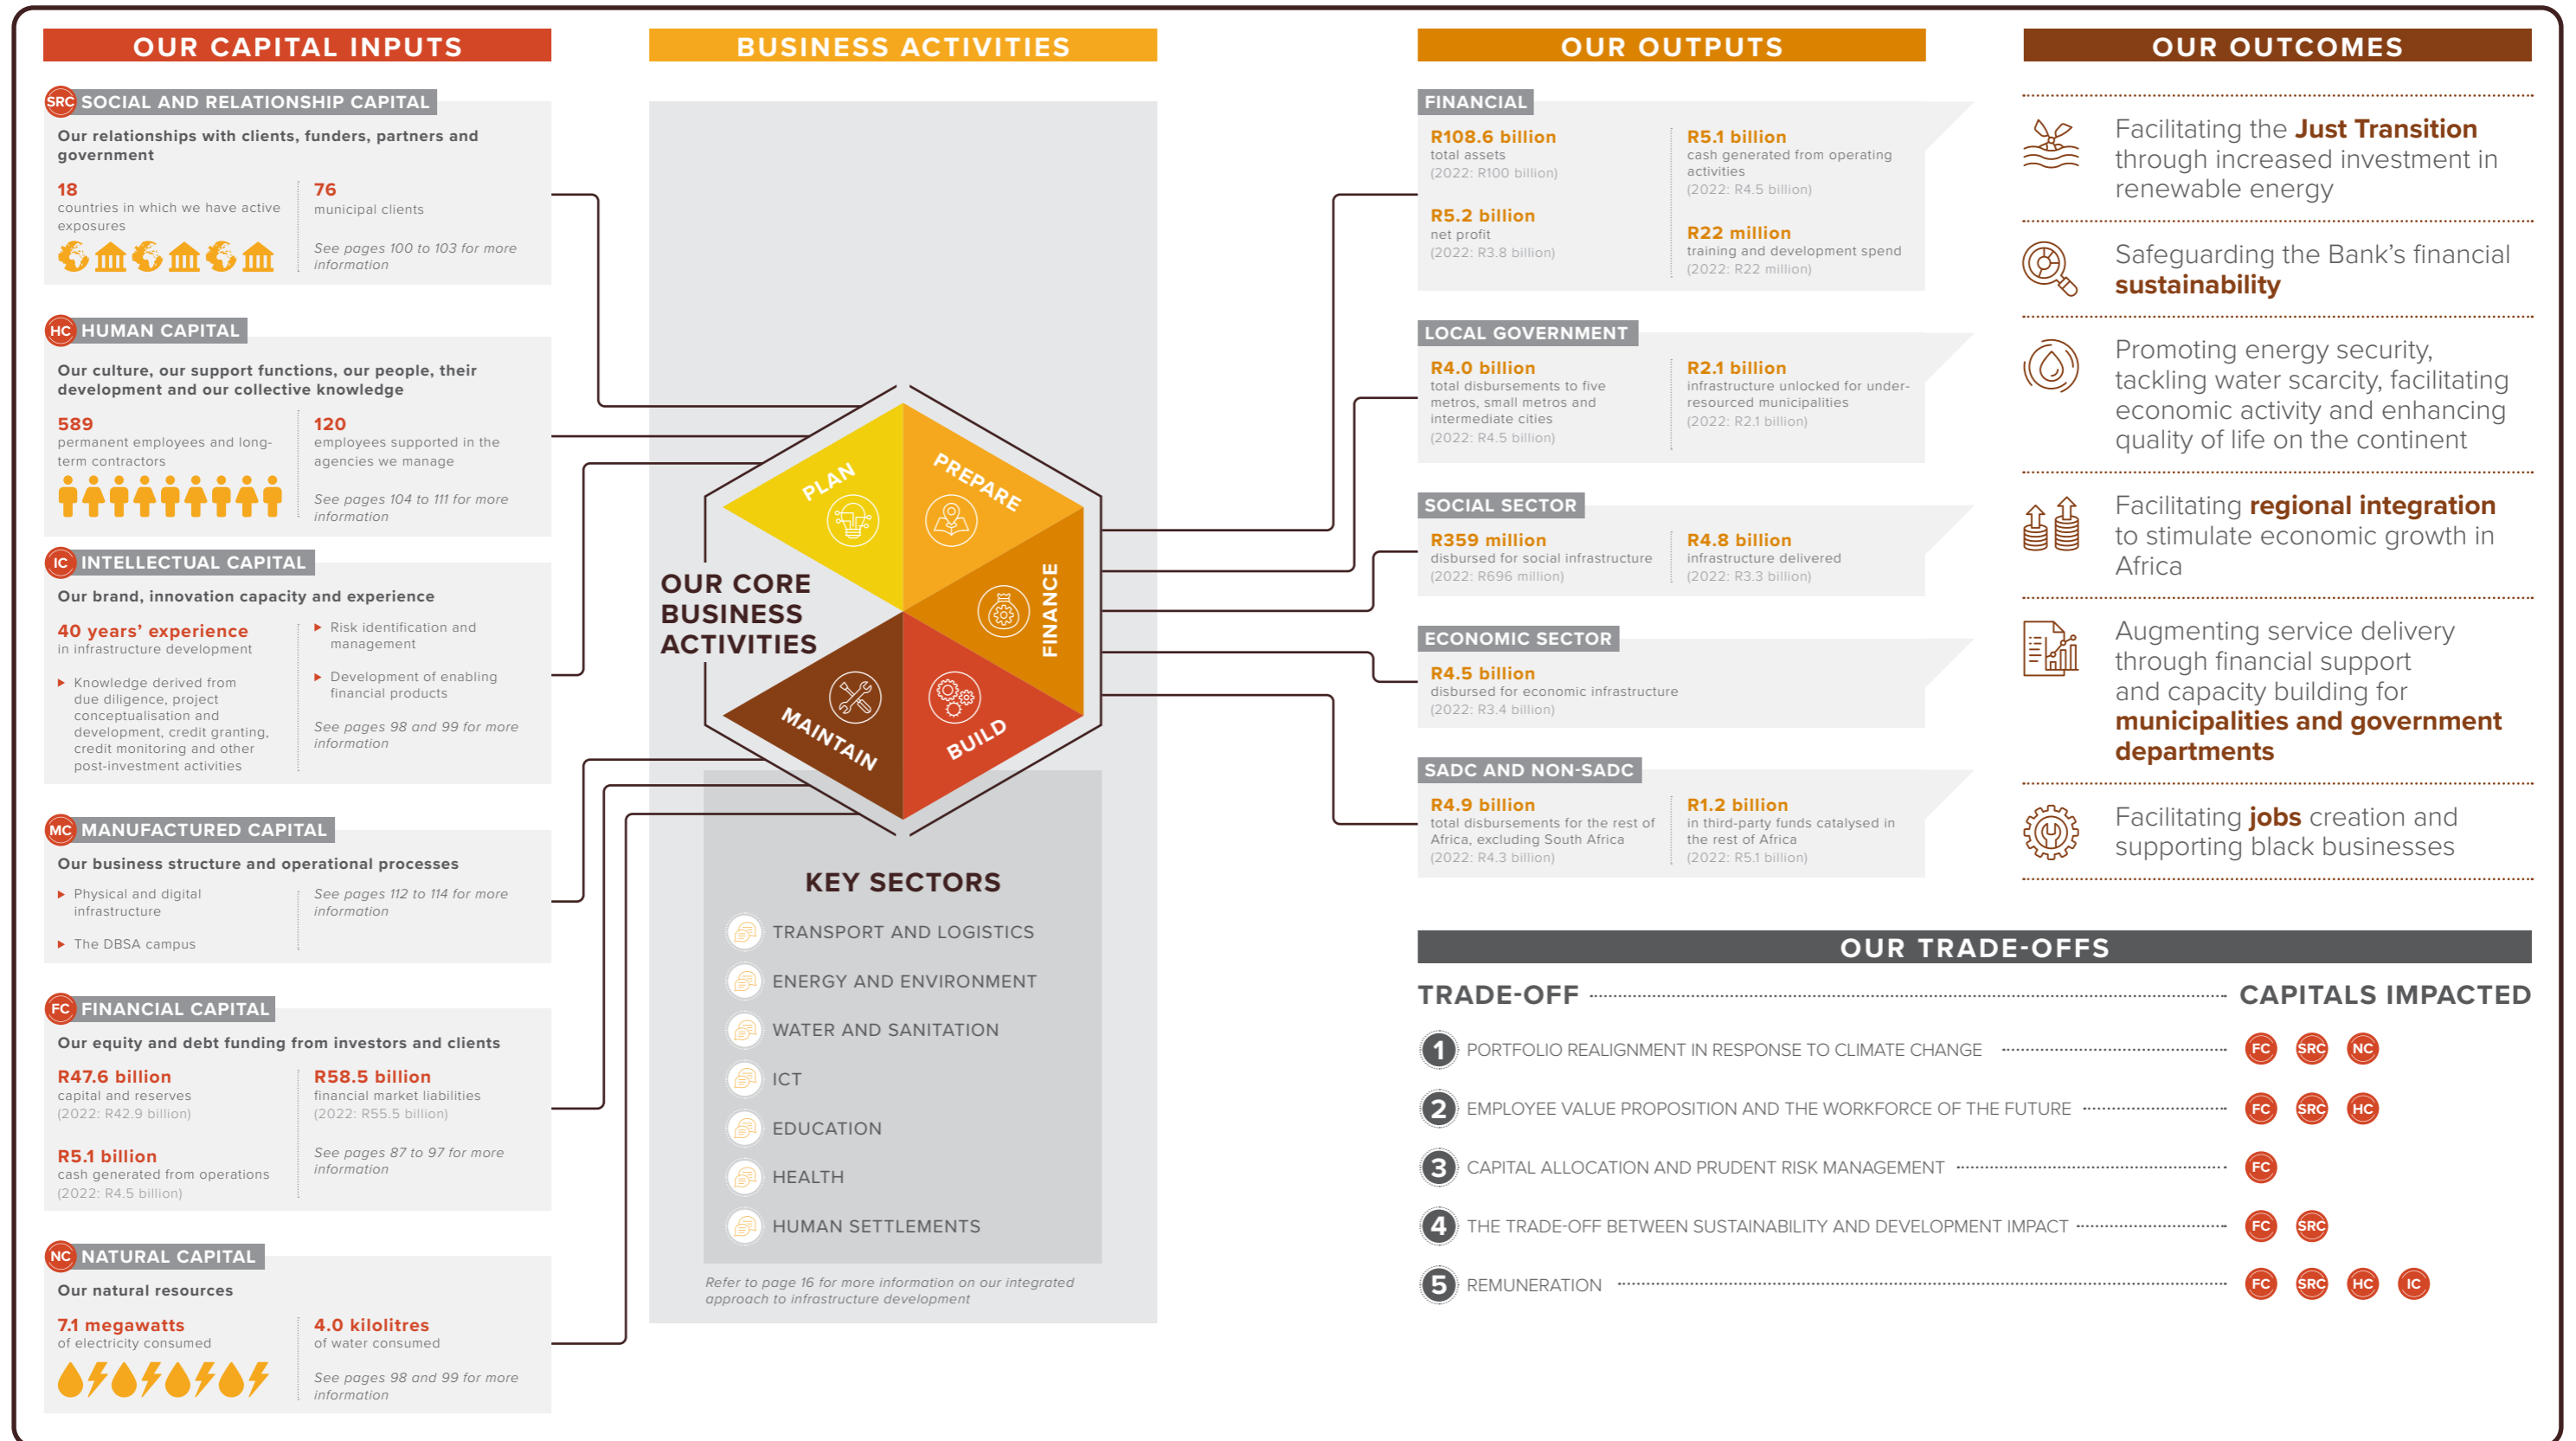 OUR CAPITAL INPUTS
SRC SOCIAL AND RELATIONSHIP CAPITAL
Our relationships with clients, funders, partners and
government
18
countries in which we have active
exposures
76
municipal clients
See pages 100 to 103 for more
information
HC HUMAN CAPITAL
Our culture, our support functions, our people, their
development and our collective knowledge
589
permanent employees and long-
term contractors
120
employees supported in the
agencies we manage
See pages 104 to 111 for more
information
IC INTELLECTUAL CAPITAL
Our brand, innovation capacity and experience
40 years’ experience
in infrastructure development
Knowledge derived from
due diligence, project
conceptualisation and
development, credit granting,
credit monitoring and other
post-investment activities
Risk identification and
management
Development of enabling
financial products
See pages 98 and 99 for more
information
MC MANUFACTURED CAPITAL
Our business structure and operational processes
Physical and digital
infrastructure
The DBSA campus
See pages 112 to 114 for more
information
FC FINANCIAL CAPITAL
Our equity and debt funding from investors and clients
R47.6 billion
capital and reserves
(2022: R42.9 billion)
R5.1 billion
cash generated from operations
(2022: R4.5 billion)
R58.5 billion
financial market liabilities
(2022: R55.5 billion)
See pages 87 to 97 for more
information
NC NATURAL CAPITAL
Our natural resources
7.1 megawatts
of electricity consumed
4.0 kilolitres
of water consumed
See pages 98 and 99 for more
information
BUSINESS ACTIVITIES
OUR CORE
BUSINESS
ACTIVITIES
PLAN
PREPARE
FINANCE
BUILD
MAINTAIN
KEY SECTORS
TRANSPORT AND LOGISTICS
ENERGY AND ENVIRONMENT
WATER AND SANITATION
ICT
EDUCATION
HEALTH
HUMAN SETTLEMENTS
Refer to page 16 for more information on our integrated
approach to infrastructure development
OUR OUTPUTS
FINANCIAL
R108.6 billion
total assets
(2022: R100 billion)
R5.2 billion
net profit
(2022: R3.8 billion)
R5.1 billion
cash generated from operating
activities
(2022: R4.5 billion)
R22 million
training and development spend
(2022: R22 million)
LOCAL GOVERNMENT
R4.0 billion
total disbursements to five
metros, small metros and
intermediate cities
(2022: R4.5 billion)
R2.1 billion
infrastructure unlocked for under-
resourced municipalities
(2022: R2.1 billion)
SOCIAL SECTOR
R359 million
disbursed for social infrastructure
(2022: R696 million)
R4.8 billion
infrastructure delivered
(2022: R3.3 billion)
ECONOMIC SECTOR
R4.5 billion
disbursed for economic infrastructure
(2022: R3.4 billion)
SADC AND NON-SADC
R4.9 billion
total disbursements for the rest of
Africa, excluding South Africa
(2022: R4.3 billion)
R1.2 billion
in third-party funds catalysed in
the rest of Africa
(2022: R5.1 billion)
OUR OUTCOMES
Facilitating the Just Transition
through increased investment in
renewable energy
Safeguarding the Bank’s financial
sustainability
Promoting energy security,
tackling water scarcity, facilitating
economic activity and enhancing
quality of life on the continent
Facilitating regional integration
to stimulate economic growth in
Africa
Augmenting service delivery
through financial support
and capacity building for
municipalities and government
departments
Facilitating jobs creation and
supporting black businesses
OUR TRADE-OFFS
TRADE-OFF CAPITALS IMPACTED
1 PORTFOLIO REALIGNMENT IN RESPONSE TO CLIMATE CHANGE FC SRC NC
2 EMPLOYEE VALUE PROPOSITION AND THE WORKFORCE OF THE FUTURE FC SRC HC
3 CAPITAL ALLOCATION AND PRUDENT RISK MANAGEMENT FC
4 THE TRADE-OFF BETWEEN SUSTAINABILITY AND DEVELOPMENT IMPACT FC SRC
5 REMUNERATION FC SRC HC IC